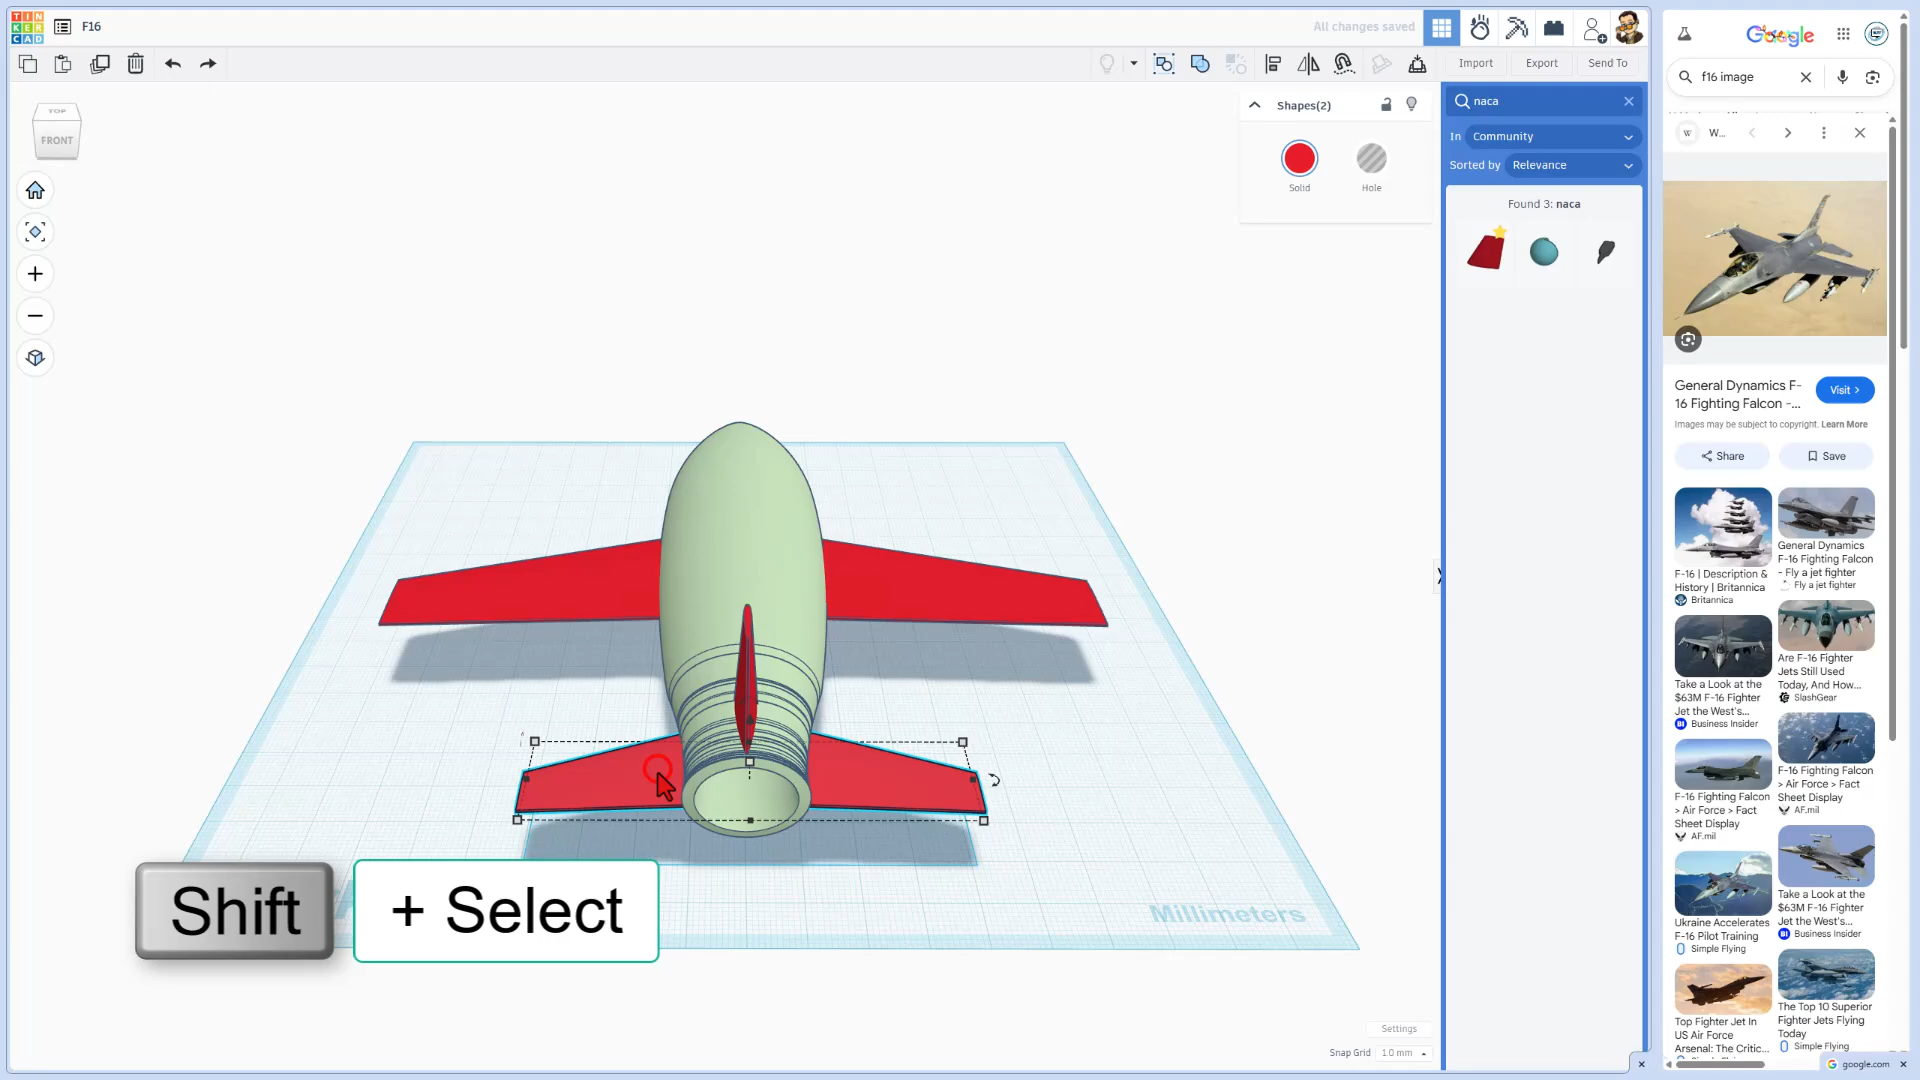 TIN
KER
CAD
F16
All changes saved
Import
Export
Send To
TOP
FRONT
Shapes(2)
Solid
Hole
naca
In
Community
Sorted by
Relevance
Found 3: naca
Millimeters
Shift
+ Select
Settings
Snap Grid
1.0 mm
Google
f16 image
W
W...
General Dynamics F-
16 Fighting Falcon -...
Visit >
Images may be subject to copyright. Learn More
Share
Save
F-16 | Description &
History | Britannica
Britannica
General Dynamics
F-16 Fighting Falcon
- Fly a jet fighter
Fly a jet fighter
Take a Look at the
$63M F-16 Fighter
Jet the West's...
BI Business Insider
Are F-16 Fighter
Jets Still Used
Today, And How...
SlashGear
F-16 Fighting Falcon
> Air Force > Fact
Sheet Display
AF.mil
F-16 Fighting Falcon
> Air Force > Fact
Sheet Display
AF.mil
Ukraine Accelerates
F-16 Pilot Training
Simple Flying
Take a Look at the
$63M F-16 Fighter
Jet the West's...
BI Business Insider
Top Fighter Jet In
US Air Force
Arsenal: The Critic...
The Top 10 Superior
Fighter Jets Flying
Today
Simple Flying
google.com